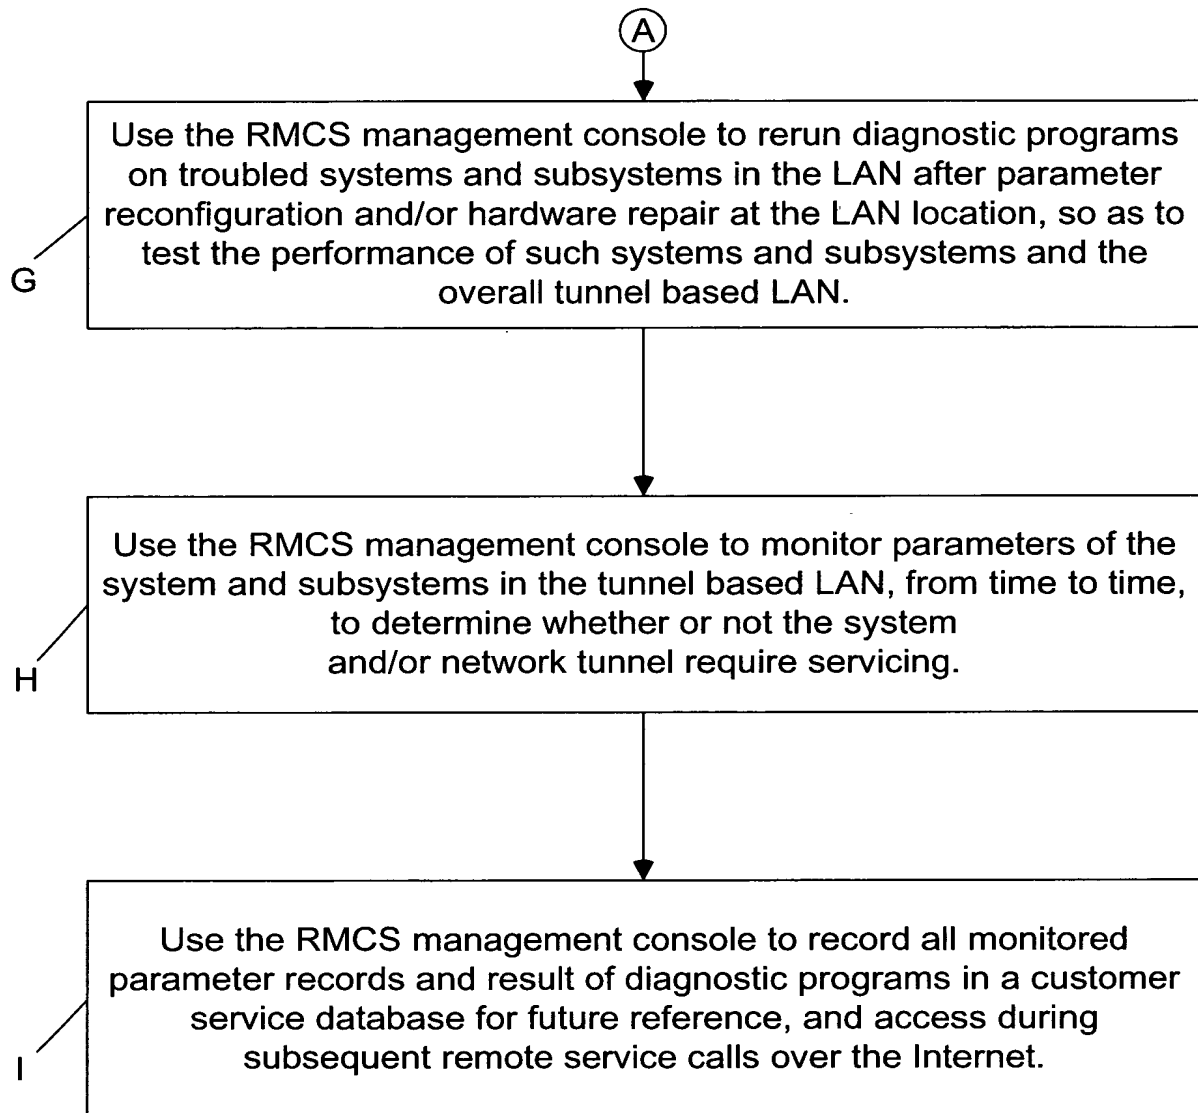 A
Use the RMCS management console to rerun diagnostic programs
on troubled systems and subsystems in the LAN after parameter
reconfiguration and/or hardware repair at the LAN location, so as to
test the performance of such systems and subsystems and the
overall tunnel based LAN.
G
Use the RMCS management console to monitor parameters of the
system and subsystems in the tunnel based LAN, from time to time,
to determine whether or not the system
and/or network tunnel require servicing.
H
Use the RMCS management console to record all monitored
parameter records and result of diagnostic programs in a customer
service database for future reference, and access during
subsequent remote service calls over the Internet.
I